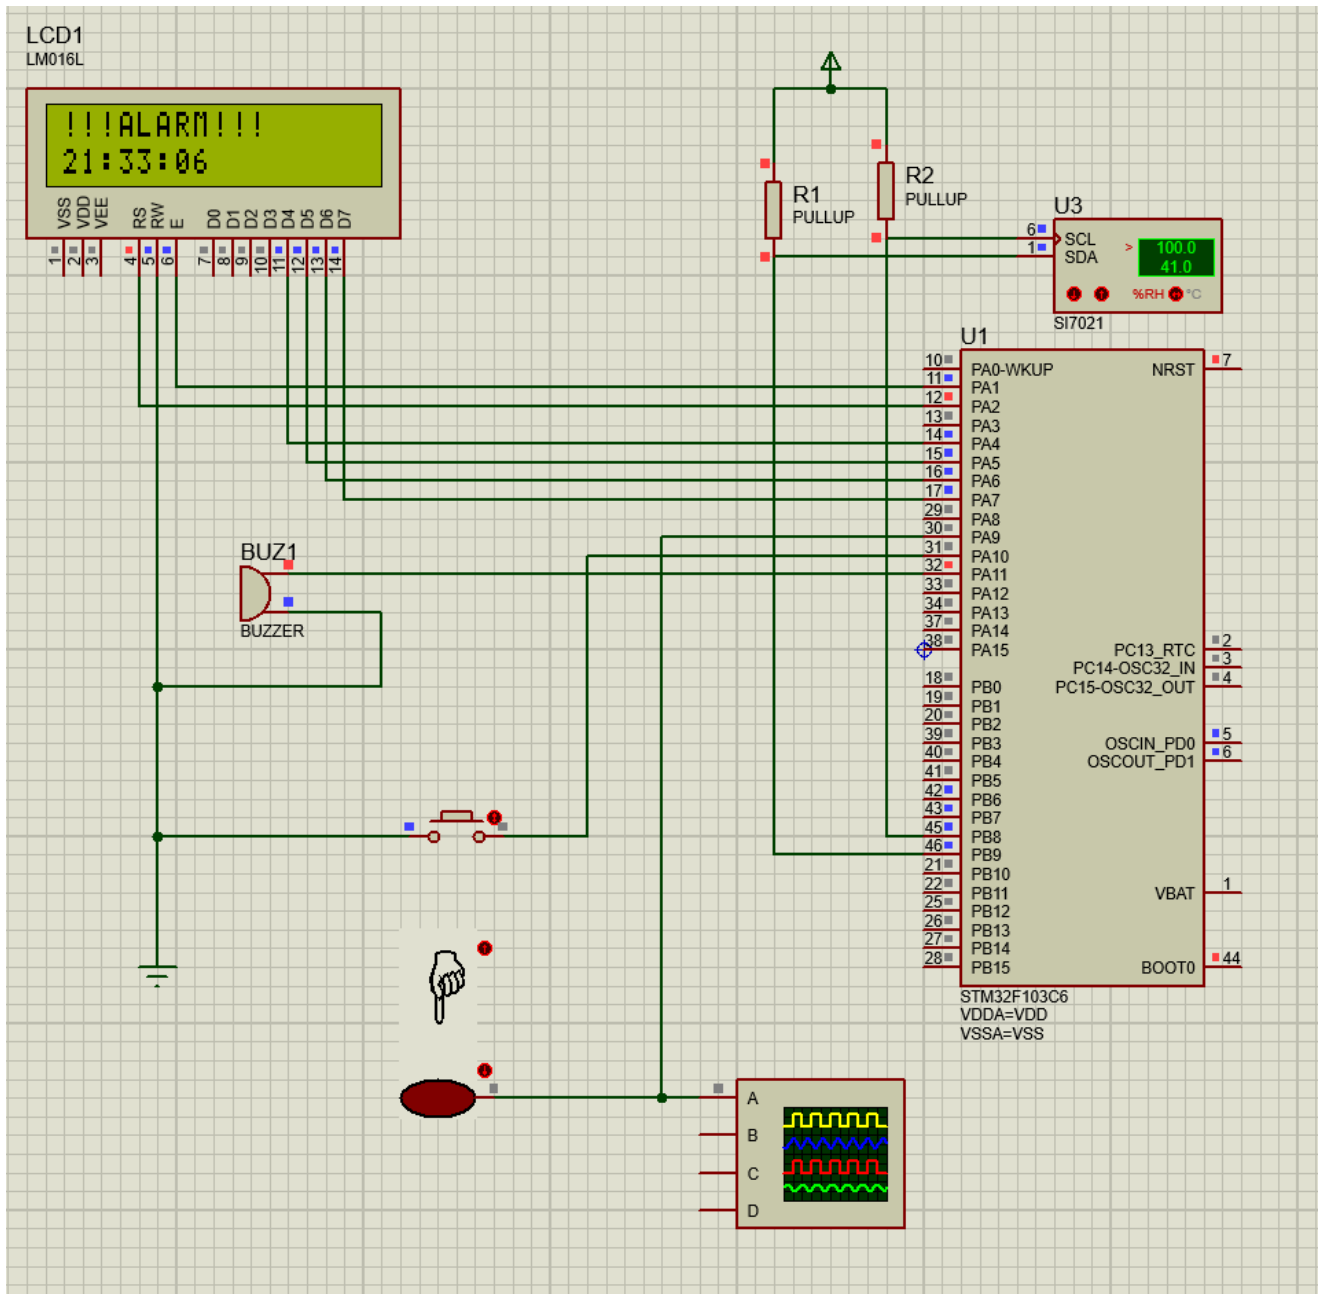 LCD1
LM016L
!!!ALARM!!!
21:33:06
VSS VDD VEE RS RW E D0 D1 D2 D3 D4 D5 D6 D7
1 2 3 4 5 6 7 8 9 10 11 12 13 14
R1
PULLUP
R2
PULLUP
U3
6 SCL
1 SDA
> 100.0
41.0
%RH °C
SI7021
U1
10 PA0-WKUP NRST 7
11 PA1
12 PA2
13 PA3
14 PA4
15 PA5
16 PA6
17 PA7
29 PA8
30 PA9
31 PA10
32 PA11
33 PA12
34 PA13
37 PA14
38 PA15 PC13_RTC 2
PC14-OSC32_IN 3
18 PB0 PC15-OSC32_OUT 4
19 PB1
20 PB2
39 PB3 OSCIN_PD0 5
40 PB4 OSCOUT_PD1 6
41 PB5
42 PB6
43 PB7
45 PB8
46 PB9
21 PB10
22 PB11 VBAT 1
25 PB12
26 PB13
27 PB14
28 PB15 BOOT0 44
STM32F103C6
VDDA=VDD
VSSA=VSS
BUZ1
BUZZER
A
B
C
D